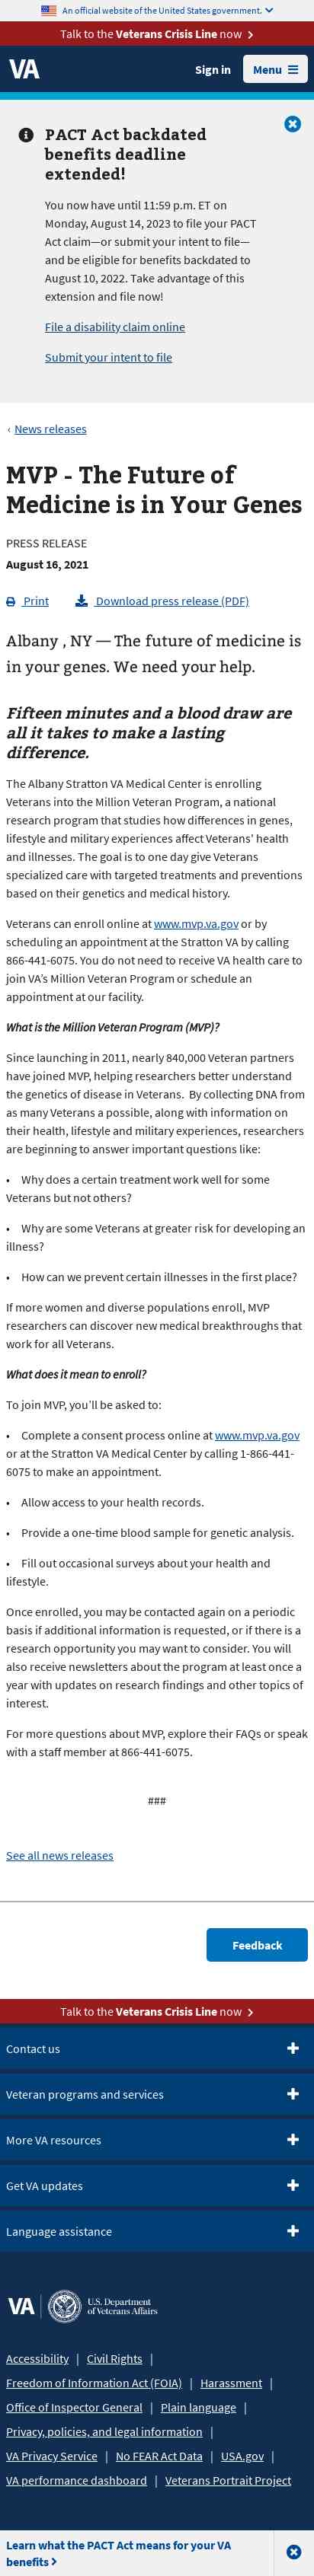 An official website of the United States government.
Talk to the Veterans Crisis Line now
VA
Sign in
Menu
PACT Act backdated
benefits deadline
extended!
You now have until 11:59 p.m. ET on
Monday, August 14, 2023 to file your PACT
Act claim—or submit your intent to file—
and be eligible for benefits backdated to
August 10, 2022. Take advantage of this
extension and file now!
File a disability claim online
Submit your intent to file
‹ News releases
MVP - The Future of
Medicine is in Your Genes
PRESS RELEASE
August 16, 2021
Print
Download press release (PDF)
Albany , NY — The future of medicine is
in your genes. We need your help.
Fifteen minutes and a blood draw are
all it takes to make a lasting
difference.
The Albany Stratton VA Medical Center is enrolling
Veterans into the Million Veteran Program, a national
research program that studies how differences in genes,
lifestyle and military experiences affect Veterans' health
and illnesses. The goal is to one day give Veterans
specialized care with targeted treatments and preventions
based on their genetics and medical history.
Veterans can enroll online at www.mvp.va.gov or by
scheduling an appointment at the Stratton VA by calling
866-441-6075. You do not need to receive VA health care to
join VA’s Million Veteran Program or schedule an
appointment at our facility.
What is the Million Veteran Program (MVP)?
Since launching in 2011, nearly 840,000 Veteran partners
have joined MVP, helping researchers better understand
the genetics of disease in Veterans.  By collecting DNA from
as many Veterans a possible, along with information on
their health, lifestyle and military experiences, researchers
are beginning to answer important questions like:
• Why does a certain treatment work well for some
Veterans but not others?
• Why are some Veterans at greater risk for developing an
illness?
• How can we prevent certain illnesses in the first place?
If more women and diverse populations enroll, MVP
researchers can discover new medical breakthroughs that
work for all Veterans.
What does it mean to enroll?
To join MVP, you’ll be asked to:
• Complete a consent process online at www.mvp.va.gov
or at the Stratton VA Medical Center by calling 1-866-441-
6075 to make an appointment.
• Allow access to your health records.
• Provide a one-time blood sample for genetic analysis.
• Fill out occasional surveys about your health and
lifestyle.
Once enrolled, you may be contacted again on a periodic
basis if additional information is requested, or if there is a
research opportunity you may want to consider. You will
also receive newsletters about the program at least once a
year with updates on research findings and other topics of
interest.
For more questions about MVP, explore their FAQs or speak
with a staff member at 866-441-6075.
###
See all news releases
Feedback
Talk to the Veterans Crisis Line now
Contact us
Veteran programs and services
More VA resources
Get VA updates
Language assistance
VA
U.S. Department
of Veterans Affairs
Accessibility | Civil Rights |
Freedom of Information Act (FOIA) | Harassment |
Office of Inspector General | Plain language |
Privacy, policies, and legal information |
VA Privacy Service | No FEAR Act Data | USA.gov |
VA performance dashboard | Veterans Portrait Project
Learn what the PACT Act means for your VA
benefits